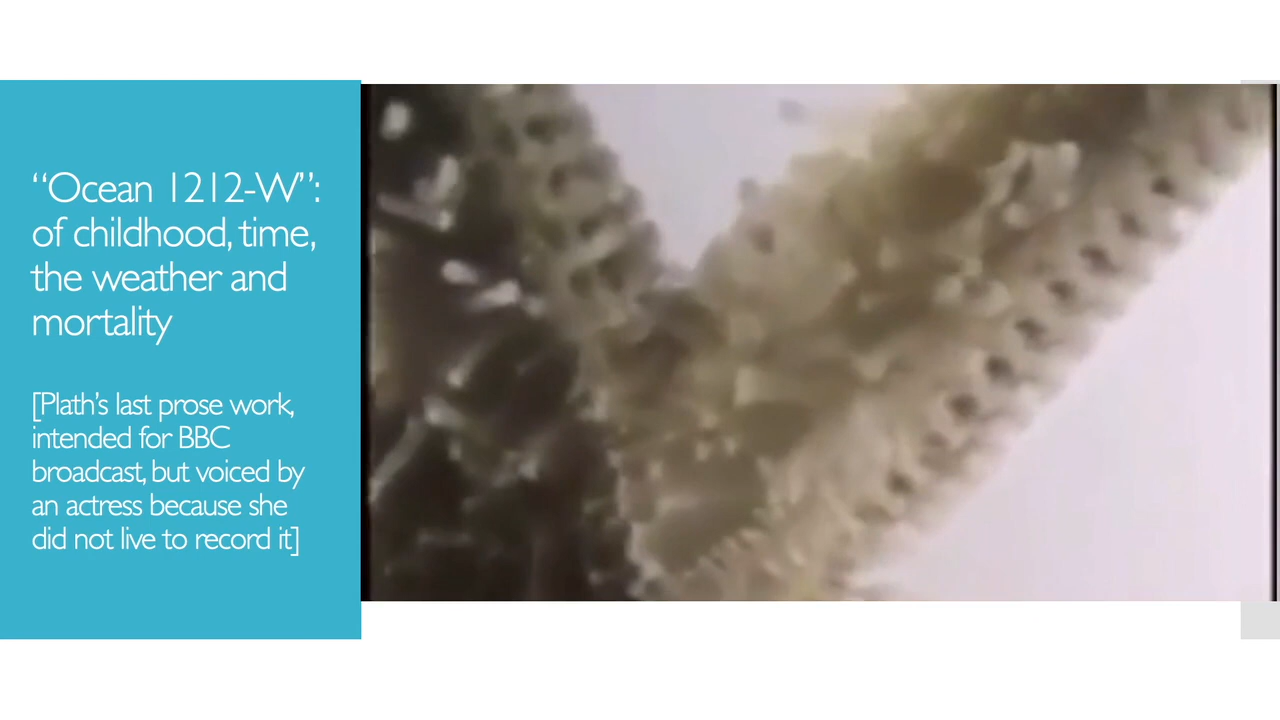 “Ocean 1212-W”:
of childhood, time,
the weather and
mortality
[Plath’s last prose work,
intended for BBC
broadcast, but voiced by
an actress because she
did not live to record it]